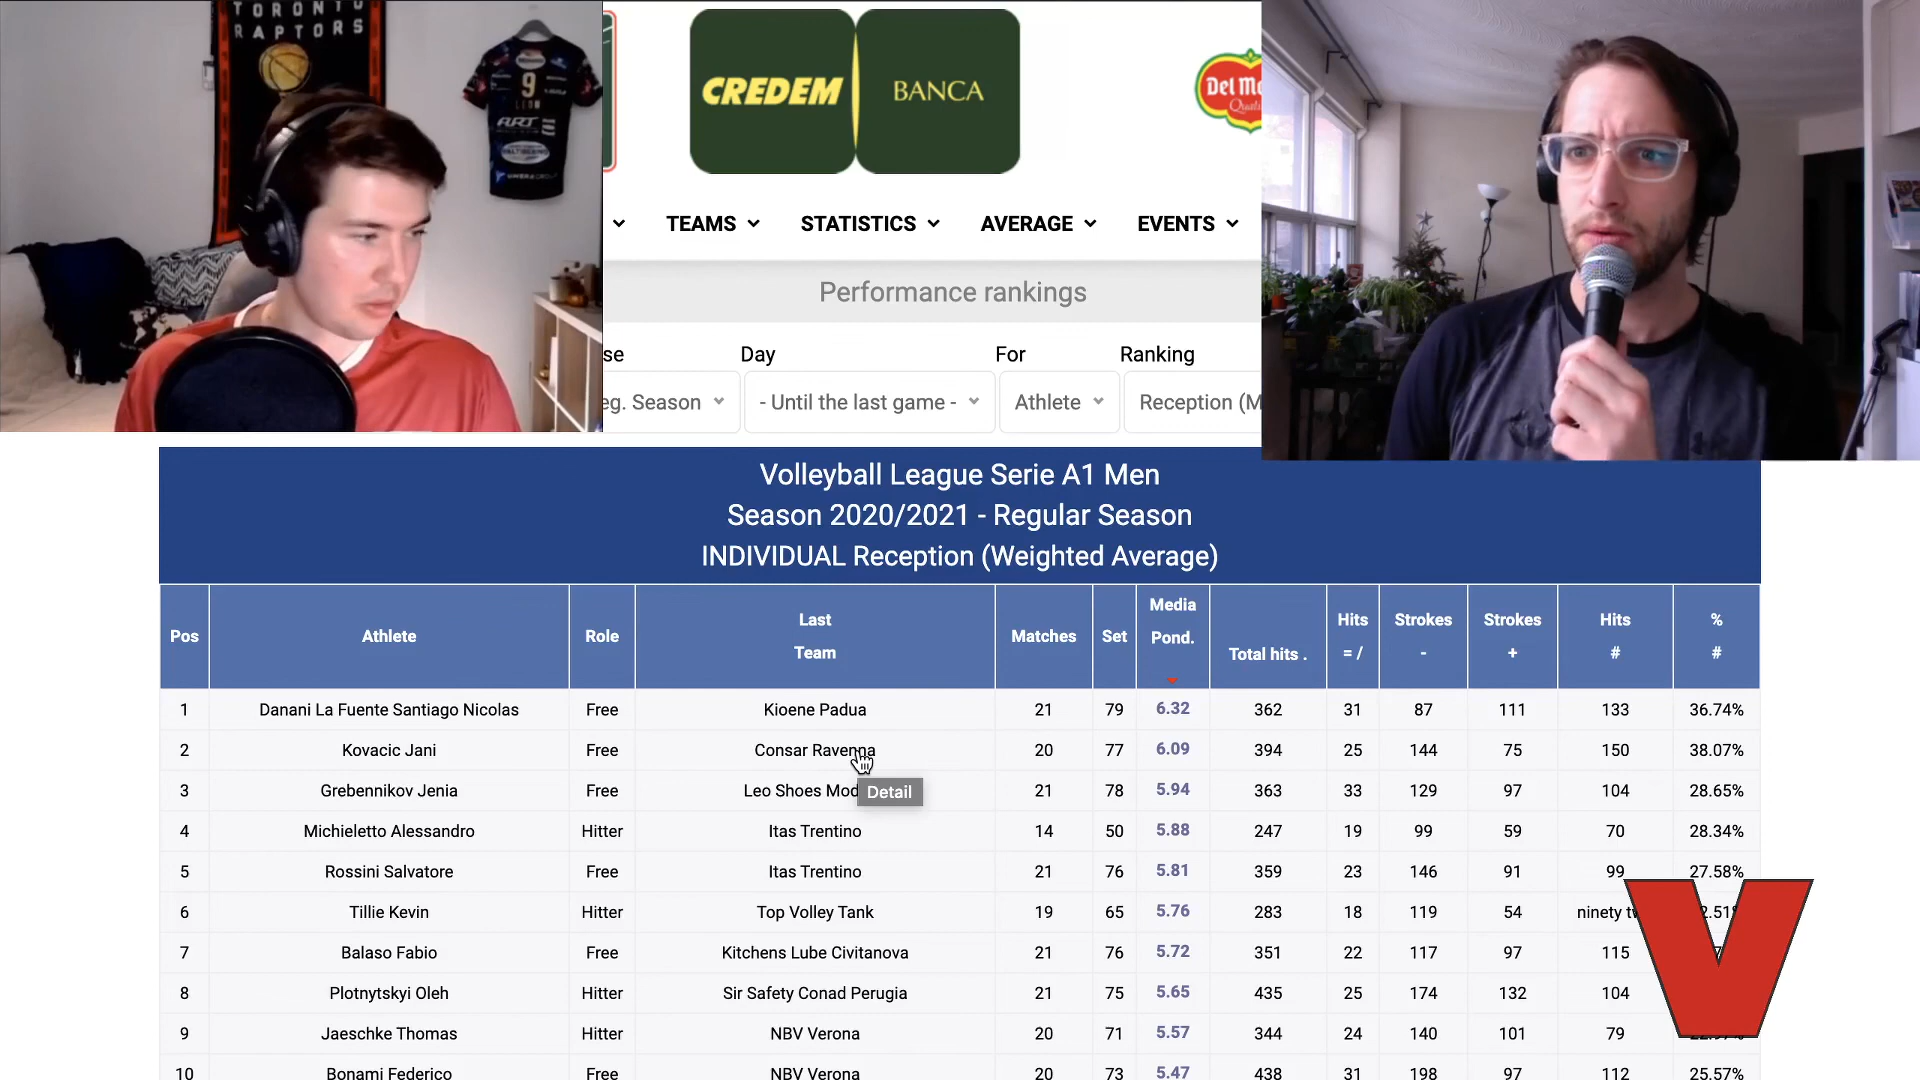 TORONTO
RAPTORS
9
LEON
ART
CREDEM
BANCA
Del Mo
Quali
TEAMS
STATISTICS
AVERAGE
EVENTS
Performance rankings
se
Day
For
Ranking
eg. Season
- Until the last game -
Athlete
Reception (M
Volleyball League Serie A1 Men
Season 2020/2021 - Regular Season
INDIVIDUAL Reception (Weighted Average)
Pos Athlete Role Last Team Matches Set Media Pond. Total hits . Hits = / Strokes - Strokes + Hits # % #
1 Danani La Fuente Santiago Nicolas Free Kioene Padua 21 79 6.32 362 31 87 111 133 36.74%
2 Kovacic Jani Free Consar Ravenna 20 77 6.09 394 25 144 75 150 38.07%
3 Grebennikov Jenia Free Leo Shoes Mod 21 78 5.94 363 33 129 97 104 28.65%
Detail
4 Michieletto Alessandro Hitter Itas Trentino 14 50 5.88 247 19 99 59 70 28.34%
5 Rossini Salvatore Free Itas Trentino 21 76 5.81 359 23 146 91 99 27.58%
6 Tillie Kevin Hitter Top Volley Tank 19 65 5.76 283 18 119 54 ninety tw 2.51%
7 Balaso Fabio Free Kitchens Lube Civitanova 21 76 5.72 351 22 117 97 115
8 Plotnytskyi Oleh Hitter Sir Safety Conad Perugia 21 75 5.65 435 25 174 132 104
9 Jaeschke Thomas Hitter NBV Verona 20 71 5.57 344 24 140 101 79
10 Bonami Federico Free NBV Verona 20 73 5.47 438 31 198 97 112 25.57%
V